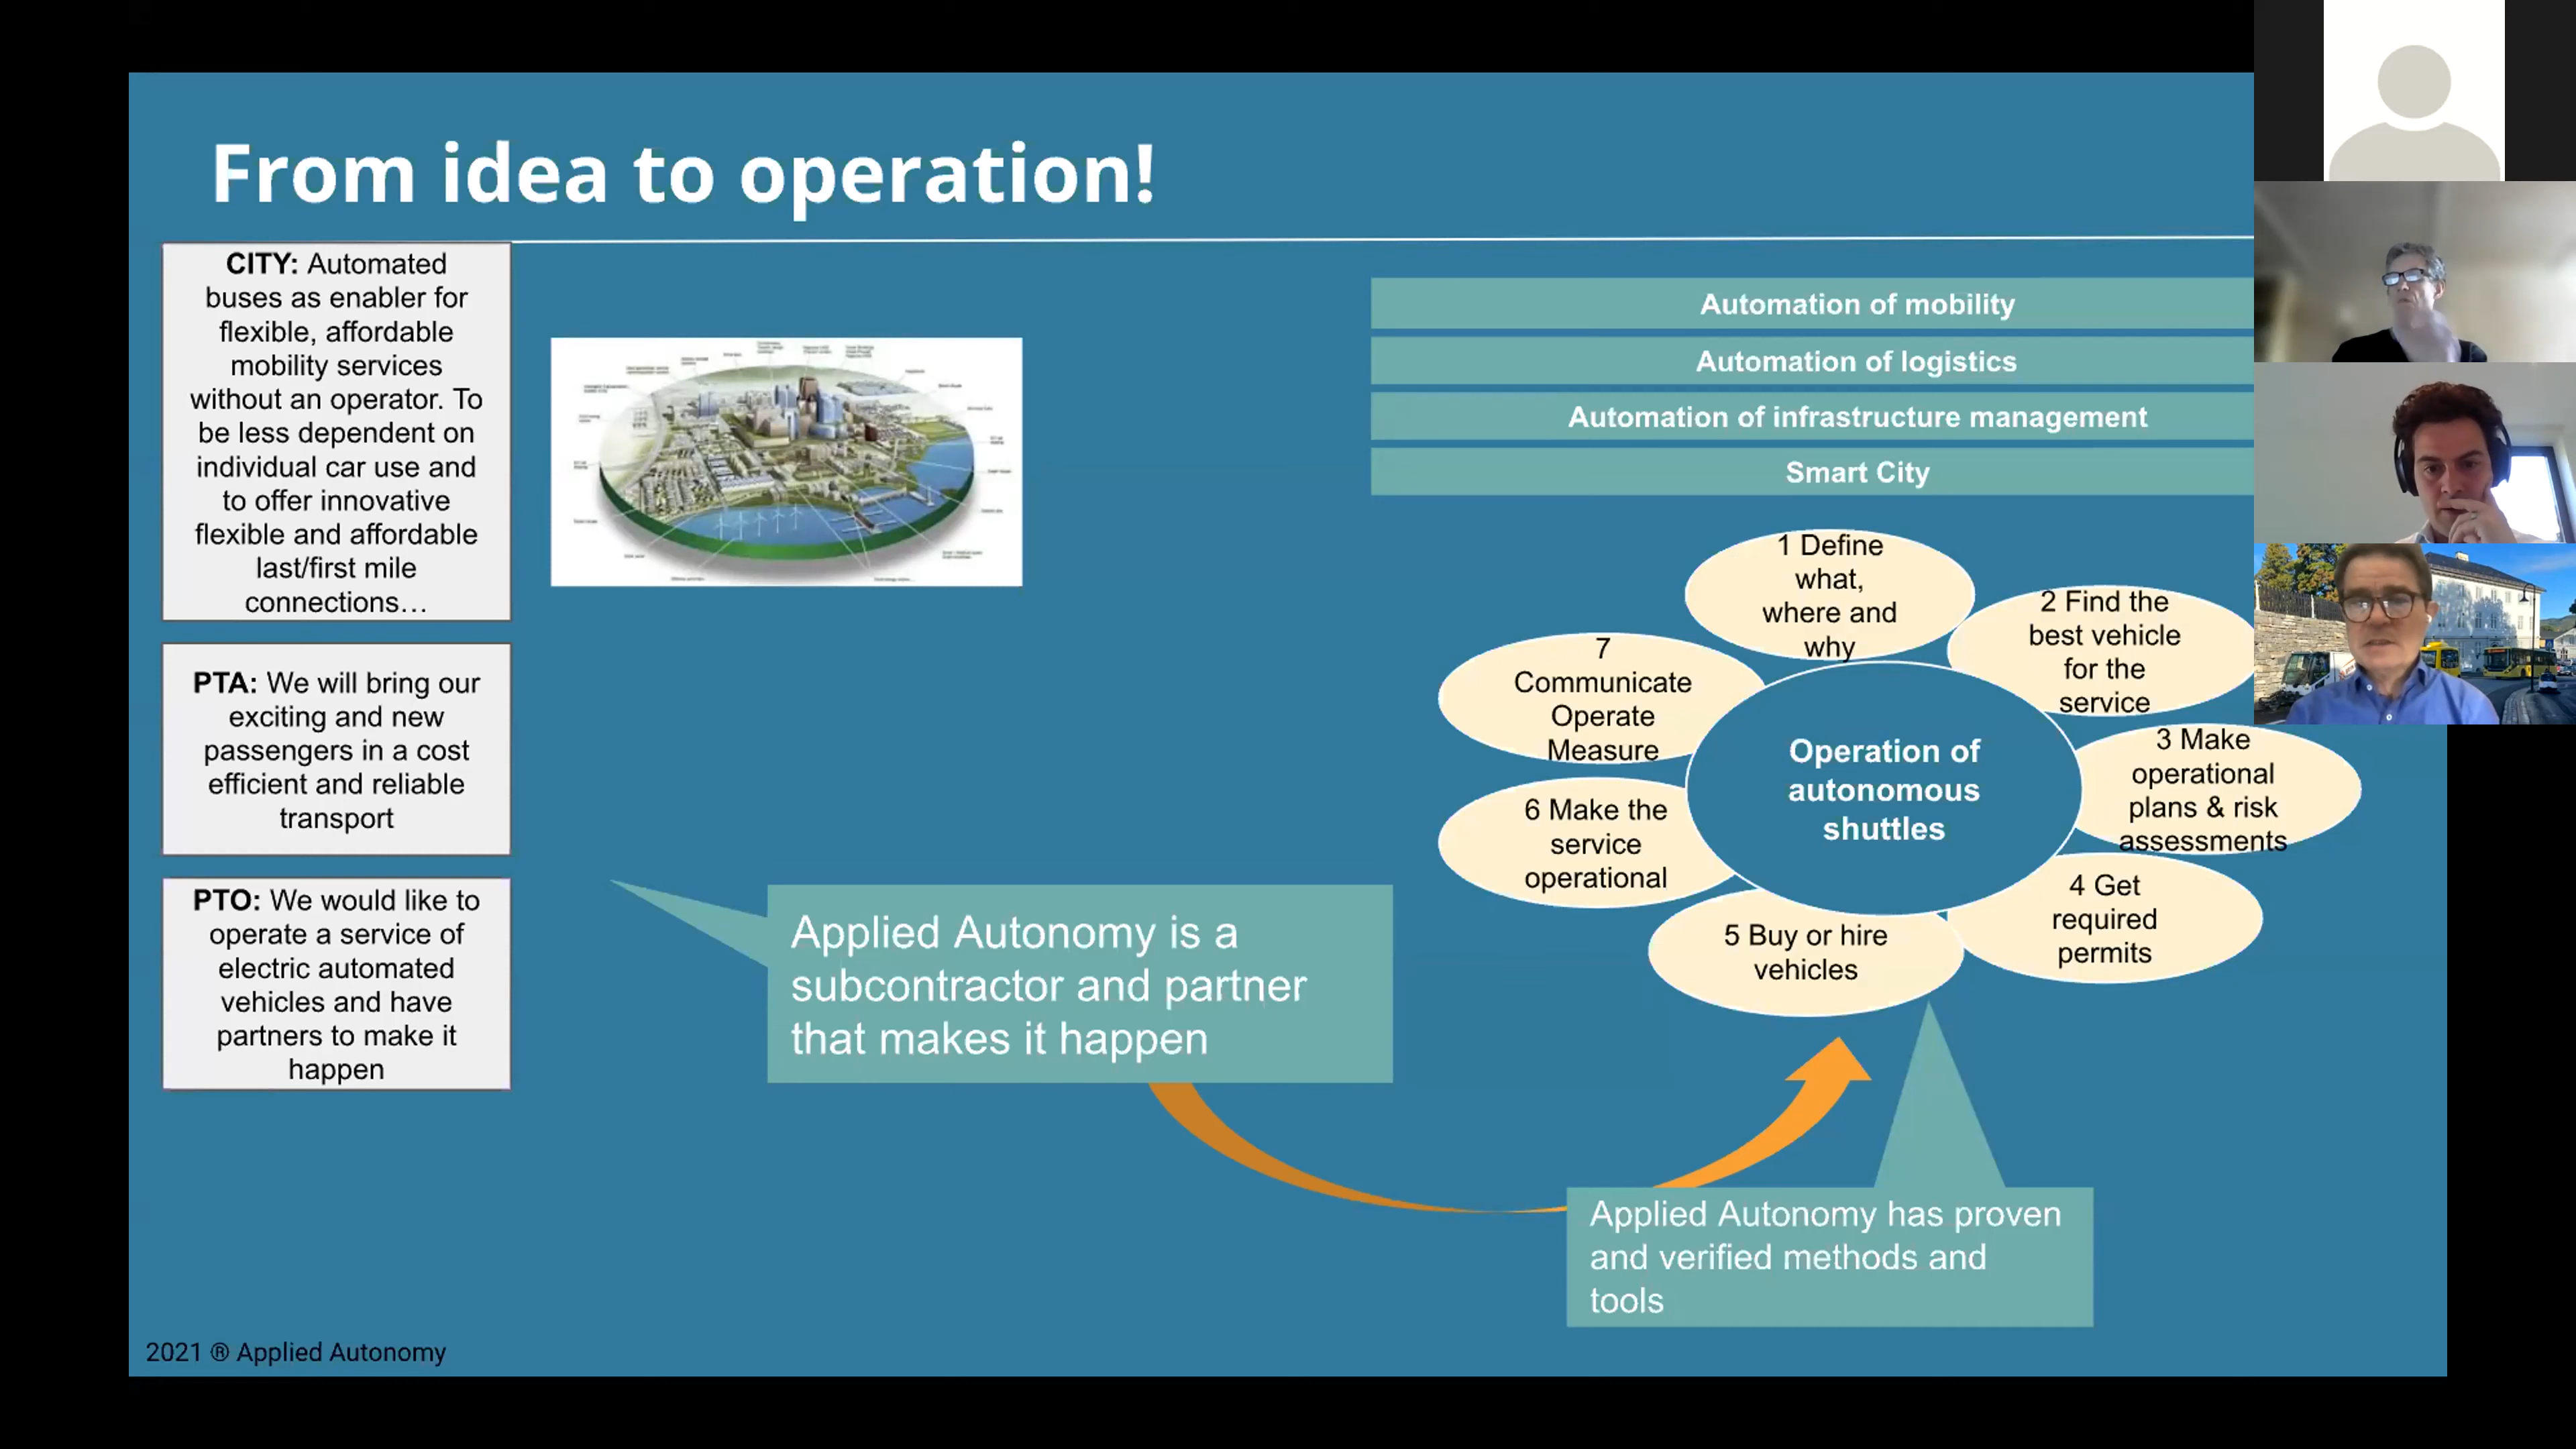 From idea to operation!
CITY: Automated
buses as enabler for
flexible, affordable
mobility services
without an operator. To
be less dependent on
individual car use and
to offer innovative
flexible and affordable
last/first mile
connections…
PTA: We will bring our
exciting and new
passengers in a cost
efficient and reliable
transport
PTO: We would like to
operate a service of
electric automated
vehicles and have
partners to make it
happen
Applied Autonomy is a
subcontractor and partner
that makes it happen
Automation of mobility
Automation of logistics
Automation of infrastructure management
Smart City
1 Define
what,
where and
why
2 Find the
best vehicle
for the
service
3 Make
operational
plans & risk
assessments
4 Get
required
permits
5 Buy or hire
vehicles
6 Make the
service
operational
7
Communicate
Operate
Measure
Operation of
autonomous
shuttles
Applied Autonomy has proven
and verified methods and
tools
2021 ® Applied Autonomy